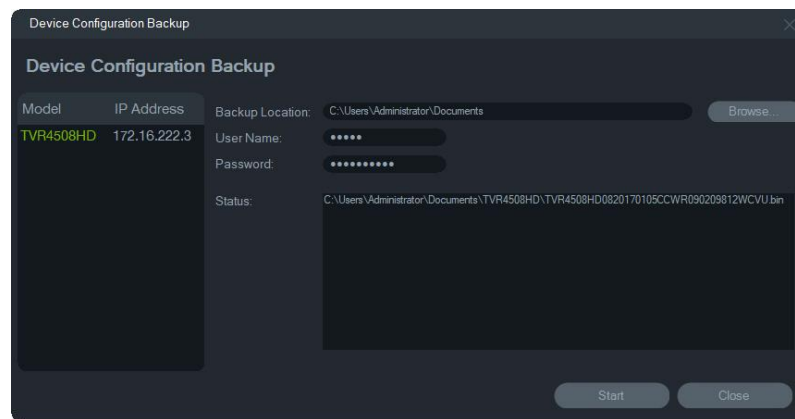 Device Configuration Backup
Device Configuration Backup
Model IP Address
TVR4508HD 172.16.222.3
Backup Location: C:\Users\Administrator\Documents Browse...
User Name: •••••
Password: ••••••••••
Status: C:\Users\Administrator\Documents\TVR4508HD\TVR4508HD0820170105CCWR090209812WCVU.bin
Start Close